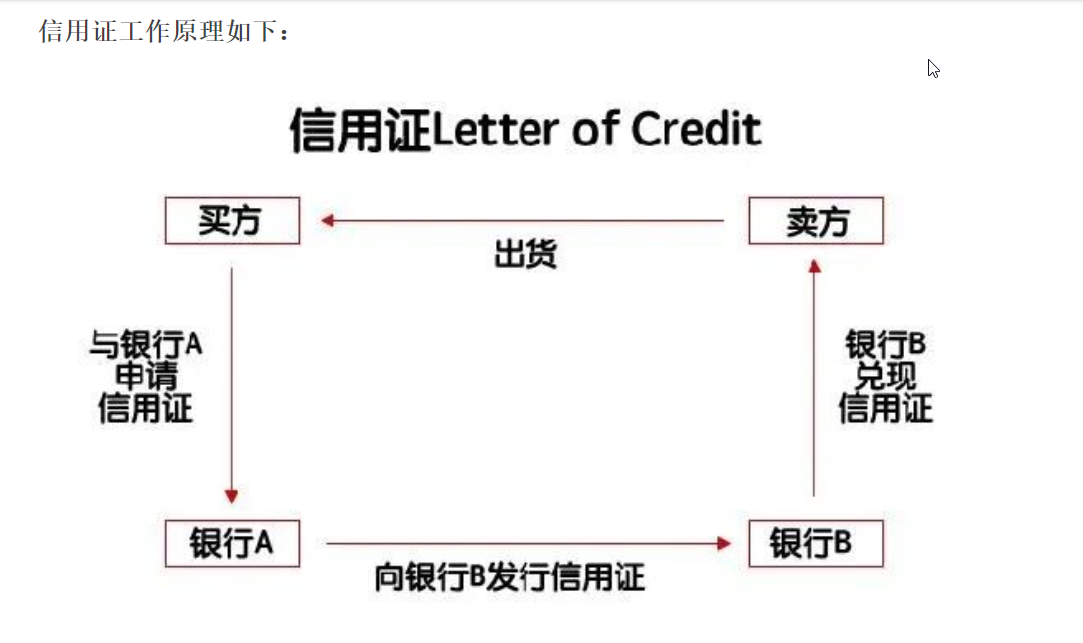 信用证工作原理如下：
信用证Letter of Credit
买方
卖方
出货
与银行A
申请
信用证
银行B
兑现
信用证
银行A
银行B
向银行B发行信用证